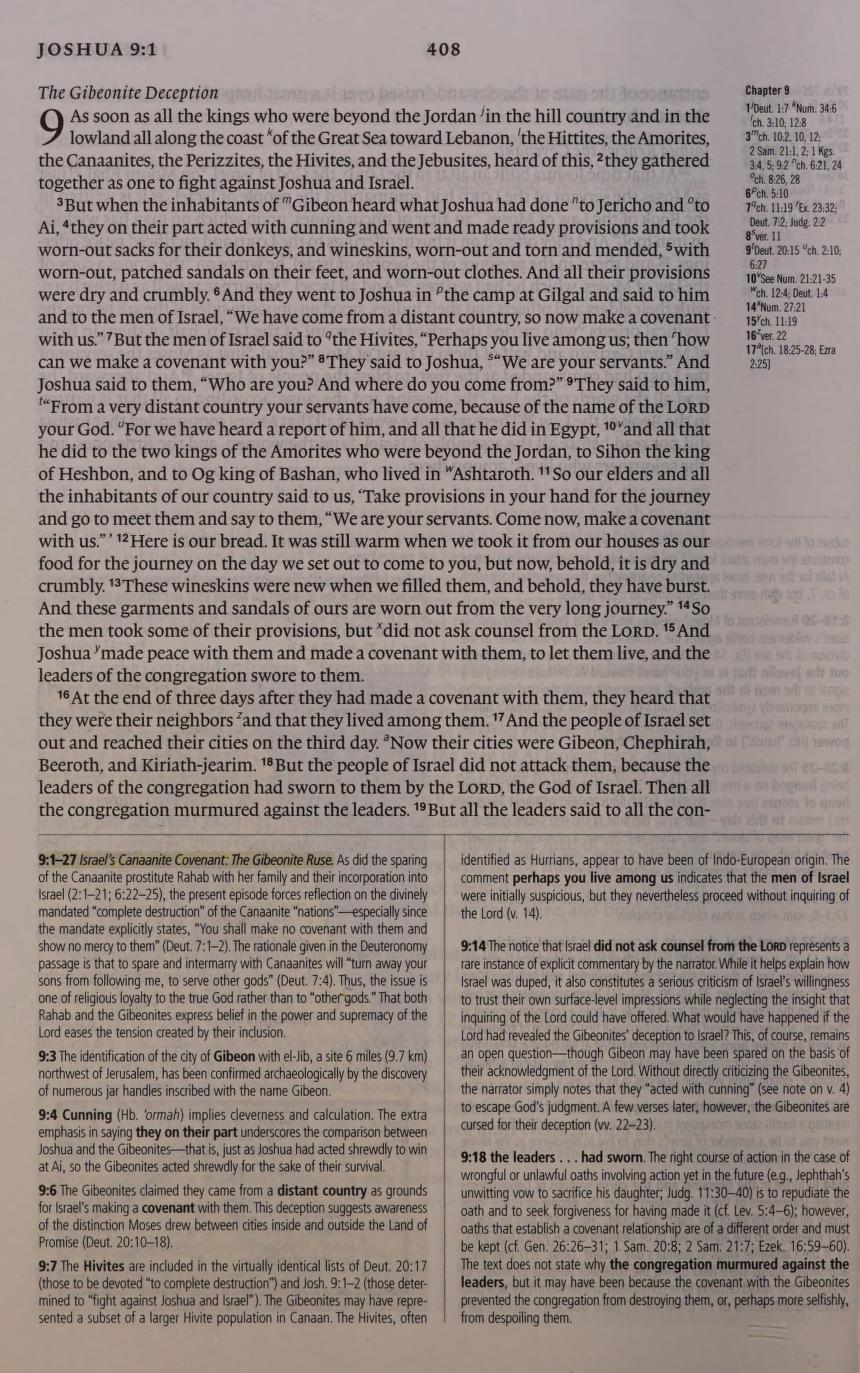 JOSHUA 9:1
408
The Gibeonite Deception
9 As soon as all the kings who were beyond the Jordan j in the hill country and in the
lowland all along the coast k of the Great Sea toward Lebanon, l the Hittites, the Amorites,
the Canaanites, the Perizzites, the Hivites, and the Jebusites, heard of this, 2 they gathered
together as one to fight against Joshua and Israel.
3 But when the inhabitants of m Gibeon heard what Joshua had done n to Jericho and o to
Ai, 4 they on their part acted with cunning and went and made ready provisions and took
worn-out sacks for their donkeys, and wineskins, worn-out and torn and mended, 5 with
worn-out, patched sandals on their feet, and worn-out clothes. And all their provisions
were dry and crumbly. 6 And they went to Joshua in p the camp at Gilgal and said to him
and to the men of Israel, “We have come from a distant country, so now make a covenant
with us.” 7 But the men of Israel said to q the Hivites, “Perhaps you live among us; then r how
can we make a covenant with you?” 8 They said to Joshua, s “We are your servants.” And
Joshua said to them, “Who are you? And where do you come from?” 9 They said to him,
t “From a very distant country your servants have come, because of the name of the LORD
your God. u For we have heard a report of him, and all that he did in Egypt, 10 v and all that
he did to the two kings of the Amorites who were beyond the Jordan, to Sihon the king
of Heshbon, and to Og king of Bashan, who lived in w Ashtaroth. 11 So our elders and all
the inhabitants of our country said to us, ‘Take provisions in your hand for the journey
and go to meet them and say to them, “We are your servants. Come now, make a covenant
with us.” ’ 12 Here is our bread. It was still warm when we took it from our houses as our
food for the journey on the day we set out to come to you, but now, behold, it is dry and
crumbly. 13 These wineskins were new when we filled them, and behold, they have burst.
And these garments and sandals of ours are worn out from the very long journey.” 14 So
the men took some of their provisions, but x did not ask counsel from the LORD. 15 And
Joshua y made peace with them and made a covenant with them, to let them live, and the
leaders of the congregation swore to them.
16 At the end of three days after they had made a covenant with them, they heard that
they were their neighbors z and that they lived among them. 17 And the people of Israel set
out and reached their cities on the third day. a Now their cities were Gibeon, Chephirah,
Beeroth, and Kiriath-jearim. 18 But the people of Israel did not attack them, because the
leaders of the congregation had sworn to them by the LORD, the God of Israel. Then all
the congregation murmured against the leaders. 19 But all the leaders said to all the con-
Chapter 9
1 j Deut. 1:7 k Num. 34:6
l ch. 3:10; 12:8
3 m ch. 10:2, 10, 12;
2 Sam. 21:1, 2; 1 Kgs.
3:4, 5; 9:2 n ch. 6:21, 24
o ch. 8:26, 28
6 p ch. 5:10
7 q ch. 11:19 r Ex. 23:32;
Deut. 7:2; Judg. 2:2
8 s ver. 11
9 t Deut. 20:15 u ch. 2:10;
6:27
10 v See Num. 21:21-35
w ch. 12:4; Deut. 1:4
14 x Num. 27:21
15 y ch. 11:19
16 z ver. 22
17 a [ch. 18:25-28; Ezra
2:25]
9:1–27 Israel's Canaanite Covenant: The Gibeonite Ruse. As did the sparing
of the Canaanite prostitute Rahab with her family and their incorporation into
Israel (2:1–21; 6:22–25), the present episode forces reflection on the divinely
mandated “complete destruction” of the Canaanite “nations”—especially since
the mandate explicitly states, “You shall make no covenant with them and
show no mercy to them” (Deut. 7:1–2). The rationale given in the Deuteronomy
passage is that to spare and intermarry with Canaanites will “turn away your
sons from following me, to serve other gods” (Deut. 7:4). Thus, the issue is
one of religious loyalty to the true God rather than to “other gods.” That both
Rahab and the Gibeonites express belief in the power and supremacy of the
Lord eases the tension created by their inclusion.
9:3 The identification of the city of Gibeon with el-Jib, a site 6 miles (9.7 km)
northwest of Jerusalem, has been confirmed archaeologically by the discovery
of numerous jar handles inscribed with the name Gibeon.
9:4 Cunning (Hb. ‘ormah) implies cleverness and calculation. The extra
emphasis in saying they on their part underscores the comparison between
Joshua and the Gibeonites—that is, just as Joshua had acted shrewdly to win
at Ai, so the Gibeonites acted shrewdly for the sake of their survival.
9:6 The Gibeonites claimed they came from a distant country as grounds
for Israel's making a covenant with them. This deception suggests awareness
of the distinction Moses drew between cities inside and outside the Land of
Promise (Deut. 20:10–18).
9:7 The Hivites are included in the virtually identical lists of Deut. 20:17
(those to be devoted “to complete destruction”) and Josh. 9:1–2 (those deter-
mined to “fight against Joshua and Israel”). The Gibeonites may have repre-
sented a subset of a larger Hivite population in Canaan. The Hivites, often
identified as Hurrians, appear to have been of Indo-European origin. The
comment perhaps you live among us indicates that the men of Israel
were initially suspicious, but they nevertheless proceed without inquiring of
the Lord (v. 14).
9:14 The notice that Israel did not ask counsel from the LORD represents a
rare instance of explicit commentary by the narrator. While it helps explain how
Israel was duped, it also constitutes a serious criticism of Israel's willingness
to trust their own surface-level impressions while neglecting the insight that
inquiring of the Lord could have offered. What would have happened if the
Lord had revealed the Gibeonites' deception to Israel? This, of course, remains
an open question—though Gibeon may have been spared on the basis of
their acknowledgment of the Lord. Without directly criticizing the Gibeonites,
the narrator simply notes that they “acted with cunning” (see note on v. 4)
to escape God's judgment. A few verses later, however, the Gibeonites are
cursed for their deception (vv. 22–23).
9:18 the leaders . . . had sworn. The right course of action in the case of
wrongful or unlawful oaths involving action yet in the future (e.g., Jephthah's
unwitting vow to sacrifice his daughter; Judg. 11:30–40) is to repudiate the
oath and to seek forgiveness for having made it (cf. Lev. 5:4–6); however,
oaths that establish a covenant relationship are of a different order and must
be kept (cf. Gen. 26:26–31; 1 Sam. 20:8; 2 Sam. 21:7; Ezek. 16:59–60).
The text does not state why the congregation murmured against the
leaders, but it may have been because the covenant with the Gibeonites
prevented the congregation from destroying them, or, perhaps more selfishly,
from despoiling them.